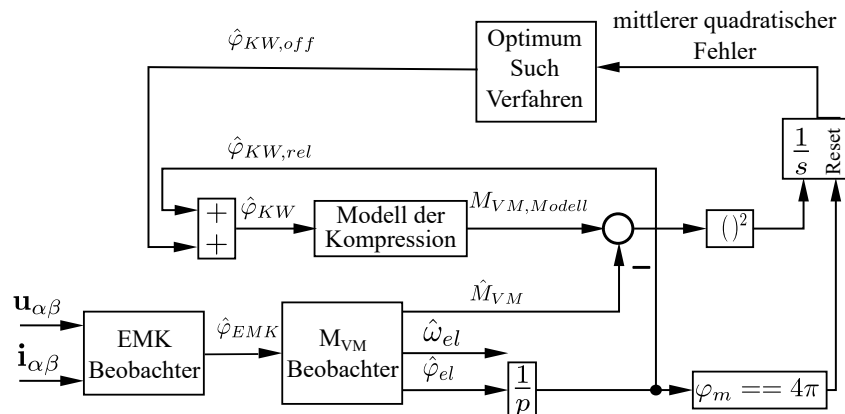 mittlerer quadratischer
Fehler
φ̂_{KW,off}
Optimum
Such
Verfahren
1/s
Reset
φ̂_{KW,rel}
+
+
φ̂_{KW}
Modell der
Kompression
M_{VM,Modell}
()²
−
M̂_{VM}
u_{αβ}
i_{αβ}
EMK
Beobachter
φ̂_{EMK}
M_{VM}
Beobachter
ω̂_{el}
φ̂_{el}
1/p
φ_m == 4π